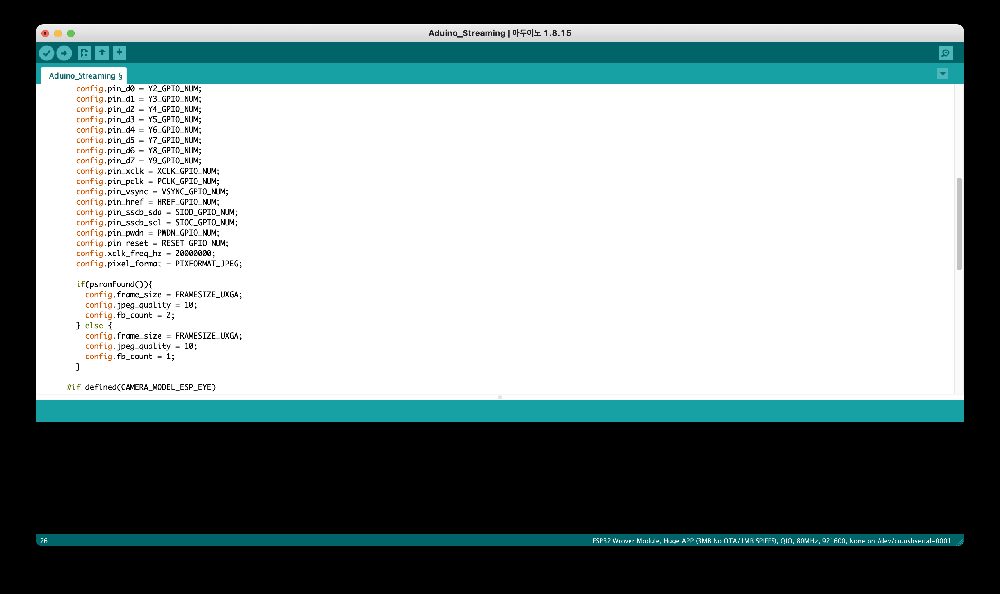 Aduino_Streaming | 아두이노 1.8.15
Aduino_Streaming §
config.pin_d0 = Y2_GPIO_NUM;
config.pin_d1 = Y3_GPIO_NUM;
config.pin_d2 = Y4_GPIO_NUM;
config.pin_d3 = Y5_GPIO_NUM;
config.pin_d4 = Y6_GPIO_NUM;
config.pin_d5 = Y7_GPIO_NUM;
config.pin_d6 = Y8_GPIO_NUM;
config.pin_d7 = Y9_GPIO_NUM;
config.pin_xclk = XCLK_GPIO_NUM;
config.pin_pclk = PCLK_GPIO_NUM;
config.pin_vsync = VSYNC_GPIO_NUM;
config.pin_href = HREF_GPIO_NUM;
config.pin_sscb_sda = SIOD_GPIO_NUM;
config.pin_sscb_scl = SIOC_GPIO_NUM;
config.pin_pwdn = PWDN_GPIO_NUM;
config.pin_reset = RESET_GPIO_NUM;
config.xclk_freq_hz = 20000000;
config.pixel_format = PIXFORMAT_JPEG;
if(psramFound()){
config.frame_size = FRAMESIZE_UXGA;
config.jpeg_quality = 10;
config.fb_count = 2;
} else {
config.frame_size = FRAMESIZE_UXGA;
config.jpeg_quality = 10;
config.fb_count = 1;
}
#if defined(CAMERA_MODEL_ESP_EYE)
26
ESP32 Wrover Module, Huge APP (3MB No OTA/1MB SPIFFS), QIO, 80MHz, 921600, None on /dev/cu.usbserial-0001